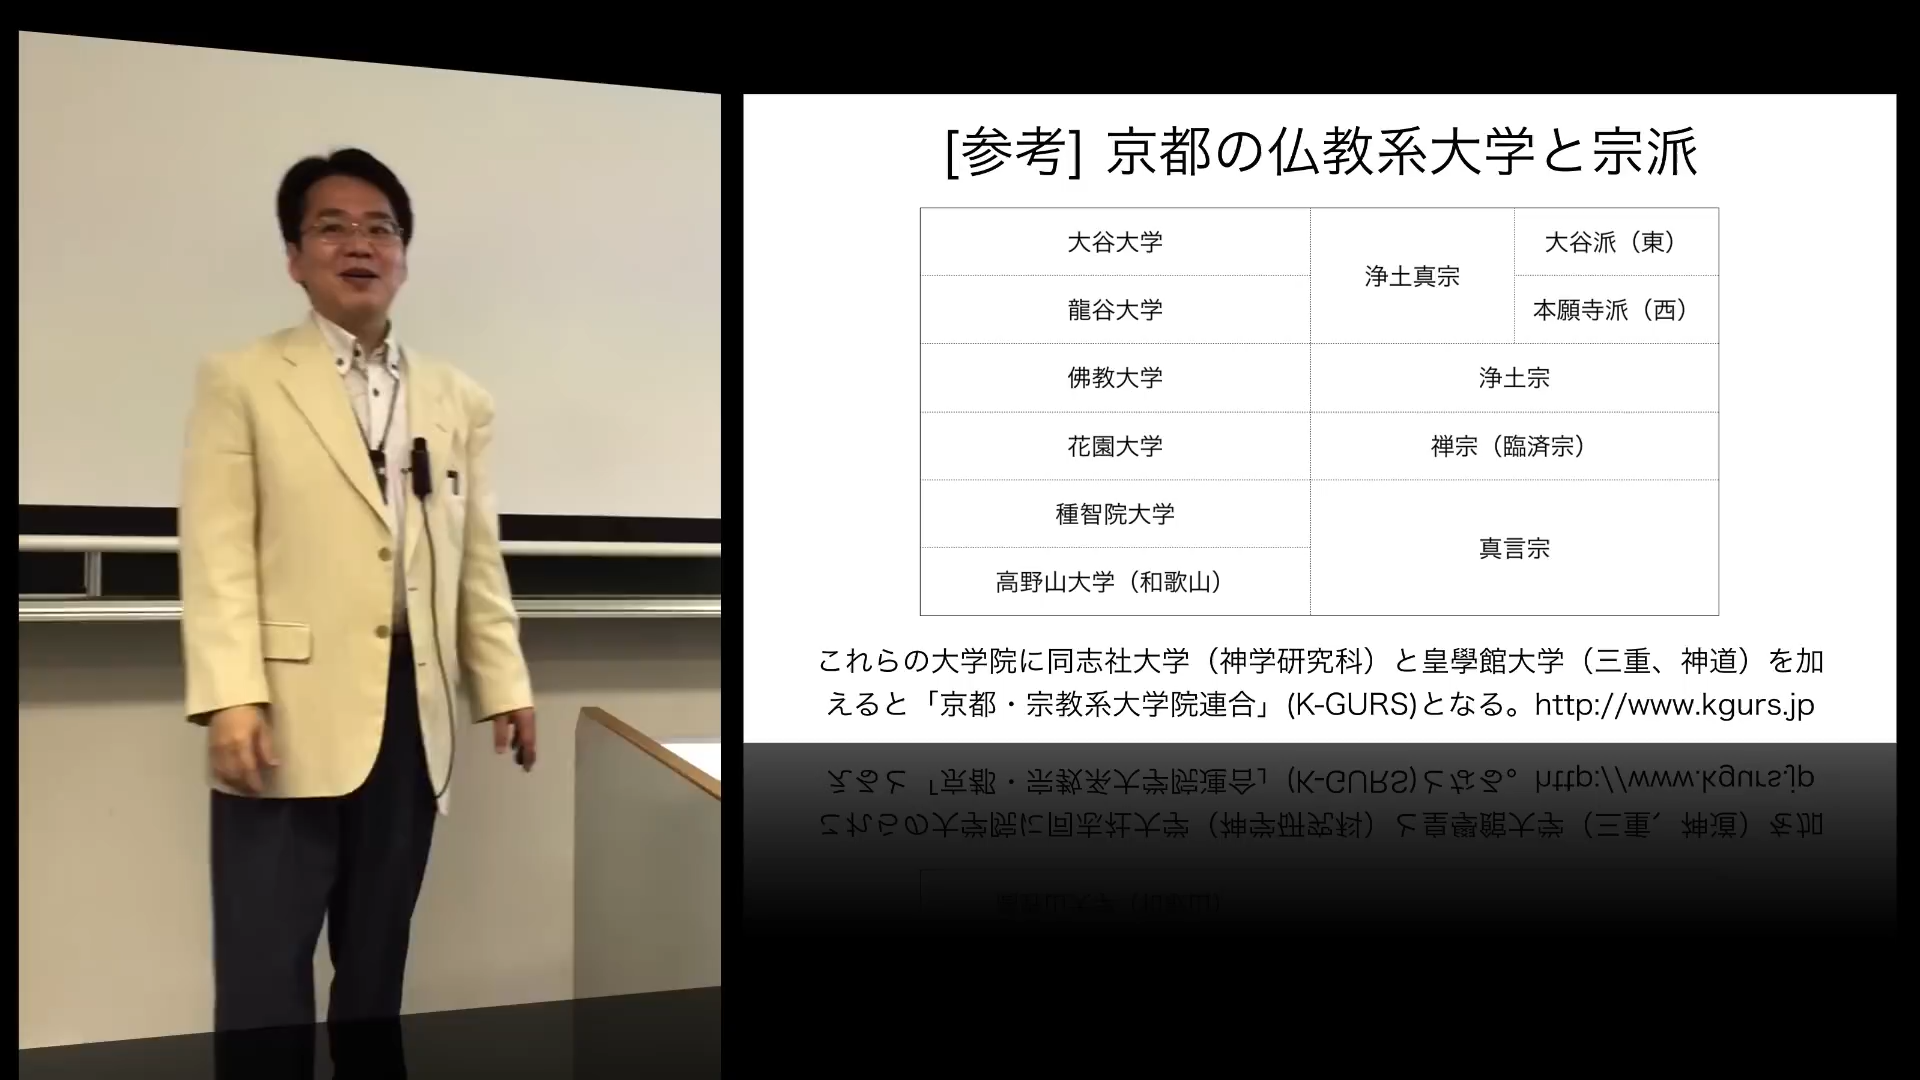 [参考] 京都の仏教系大学と宗派
大谷大学
浄土真宗
大谷派（東）
龍谷大学
本願寺派（西）
佛教大学
浄土宗
花園大学
禅宗（臨済宗）
種智院大学
真言宗
高野山大学（和歌山）
これらの大学院に同志社大学（神学研究科）と皇學館大学（三重、神道）を加
えると「京都・宗教系大学院連合」(K-GURS)となる。http://www.kgurs.jp